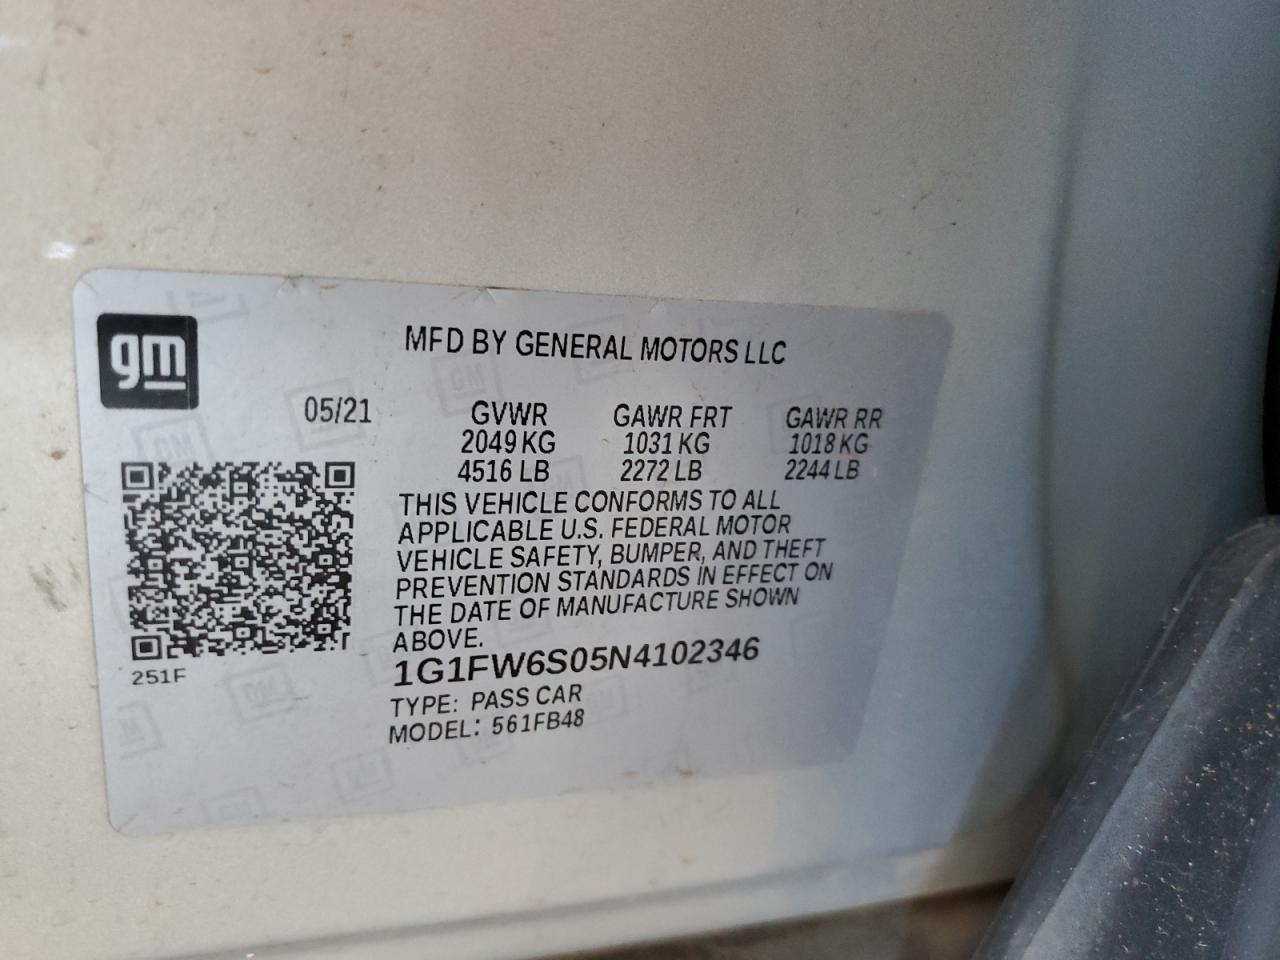 gm
MFD BY GENERAL MOTORS LLC
05/21 GVWR GAWR FRT GAWR RR
2049 KG 1031 KG 1018 KG
4516 LB 2272 LB 2244 LB
THIS VEHICLE CONFORMS TO ALL
APPLICABLE U.S. FEDERAL MOTOR
VEHICLE SAFETY, BUMPER, AND THEFT
PREVENTION STANDARDS IN EFFECT ON
THE DATE OF MANUFACTURE SHOWN
ABOVE.
251F
1G1FW6S05N4102346
TYPE: PASS CAR
MODEL: 561FB48